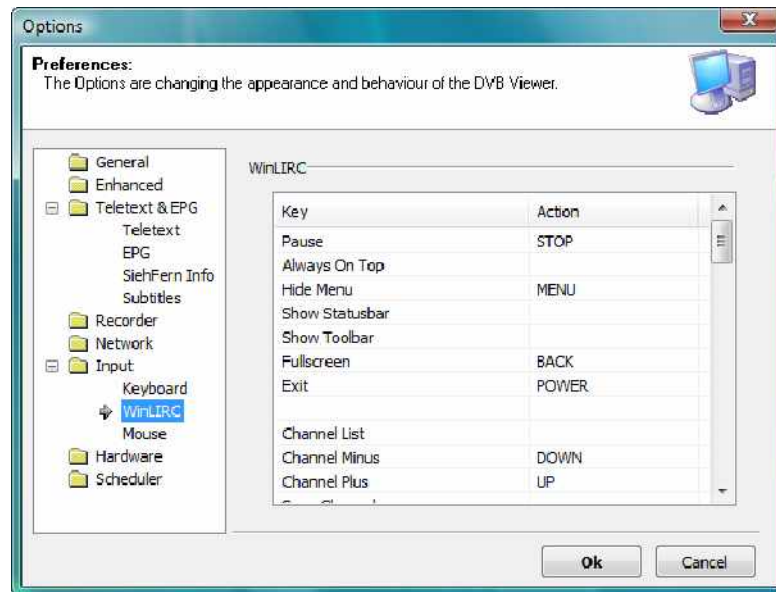 Options
Preferences:
The Options are changing the appearance and behaviour of the DVB Viewer.
General
Enhanced
Teletext & EPG
Teletext
EPG
SiehFern Info
Subtitles
Recorder
Network
Input
Keyboard
WinLIRC
Mouse
Hardware
Scheduler
WinLIRC
Key Action
Pause STOP
Always On Top
Hide Menu MENU
Show Statusbar
Show Toolbar
Fullscreen BACK
Exit POWER
Channel List
Channel Minus DOWN
Channel Plus UP
Ok Cancel